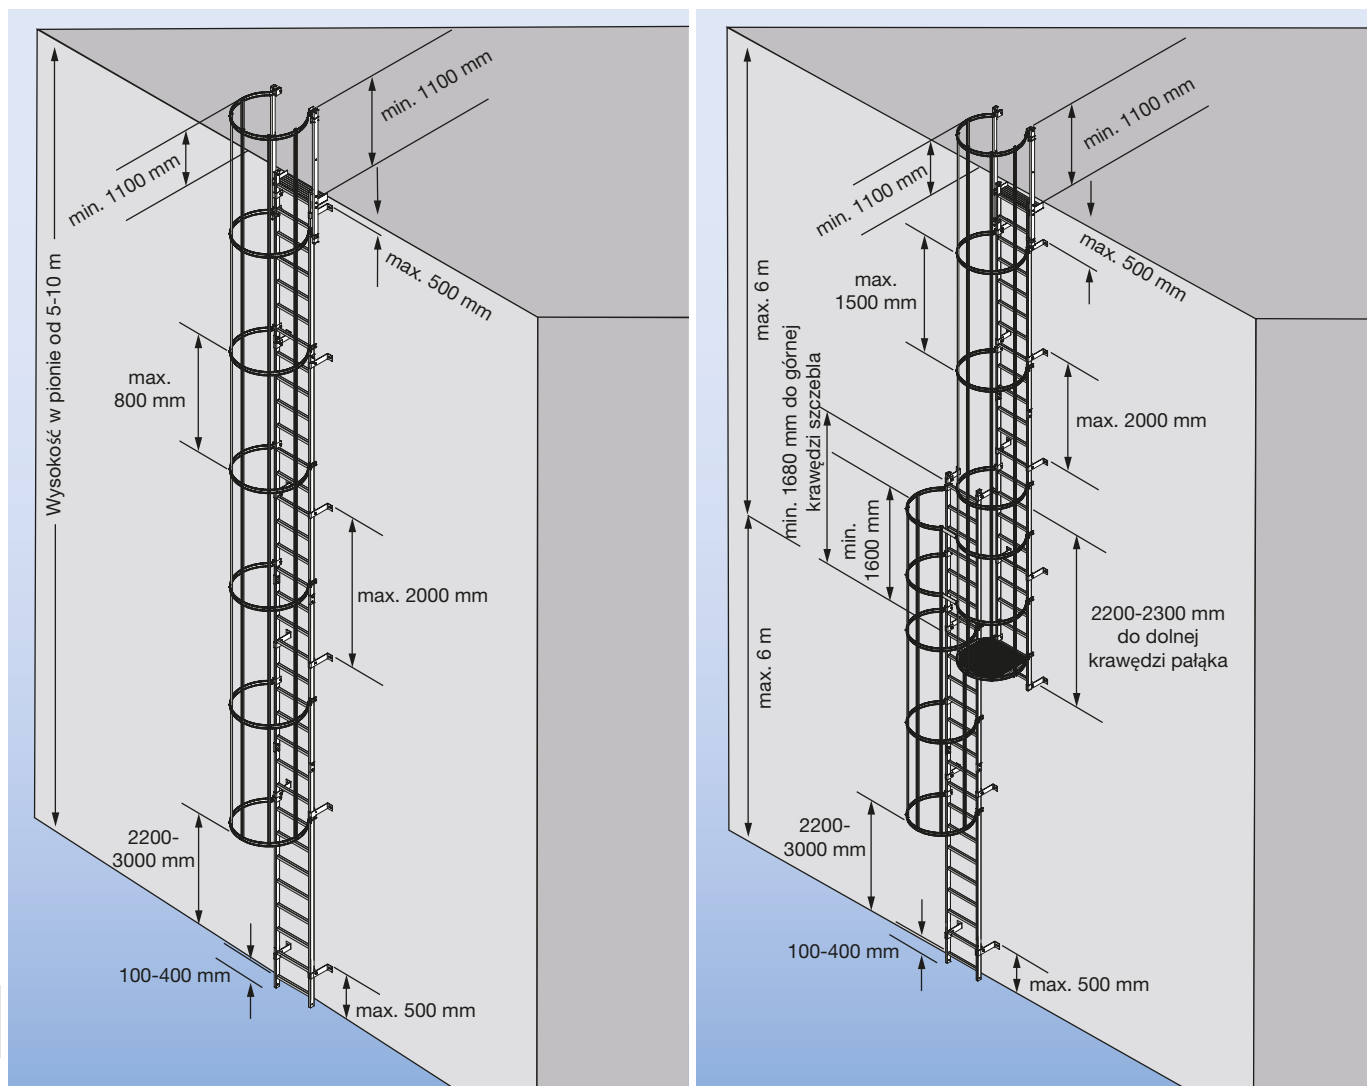 min. 1100 mm
min. 1100 mm
max. 500 mm
Wysokość w pionie od 5-10 m
max.
800 mm
max. 2000 mm
2200-
3000 mm
100-400 mm
max. 500 mm
min. 1100 mm
min. 1100 mm
max. 500 mm
max. 6 m
max.
1500 mm
max. 2000 mm
min. 1680 mm do górnej
krawędzi szczebla
min.
1600 mm
max. 6 m
2200-2300 mm
do dolnej
krawędzi pałąka
2200-
3000 mm
100-400 mm
max. 500 mm